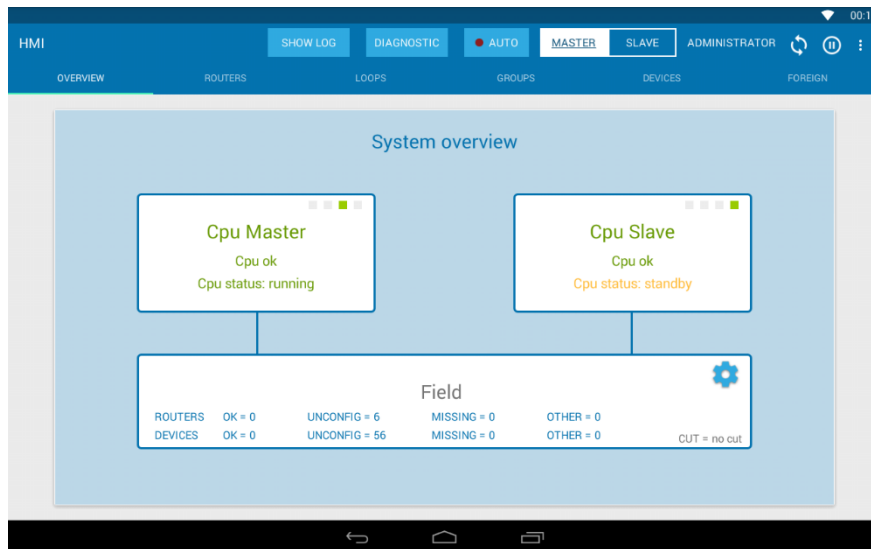 00:1
HMI SHOW LOG DIAGNOSTIC AUTO MASTER SLAVE ADMINISTRATOR
OVERVIEW ROUTERS LOOPS GROUPS DEVICES FOREIGN
System overview
Cpu Master
Cpu ok
Cpu status: running
Cpu Slave
Cpu ok
Cpu status: standby
Field
ROUTERS OK = 0 UNCONFIG = 6 MISSING = 0 OTHER = 0
DEVICES OK = 0 UNCONFIG = 56 MISSING = 0 OTHER = 0
CUT = no cut